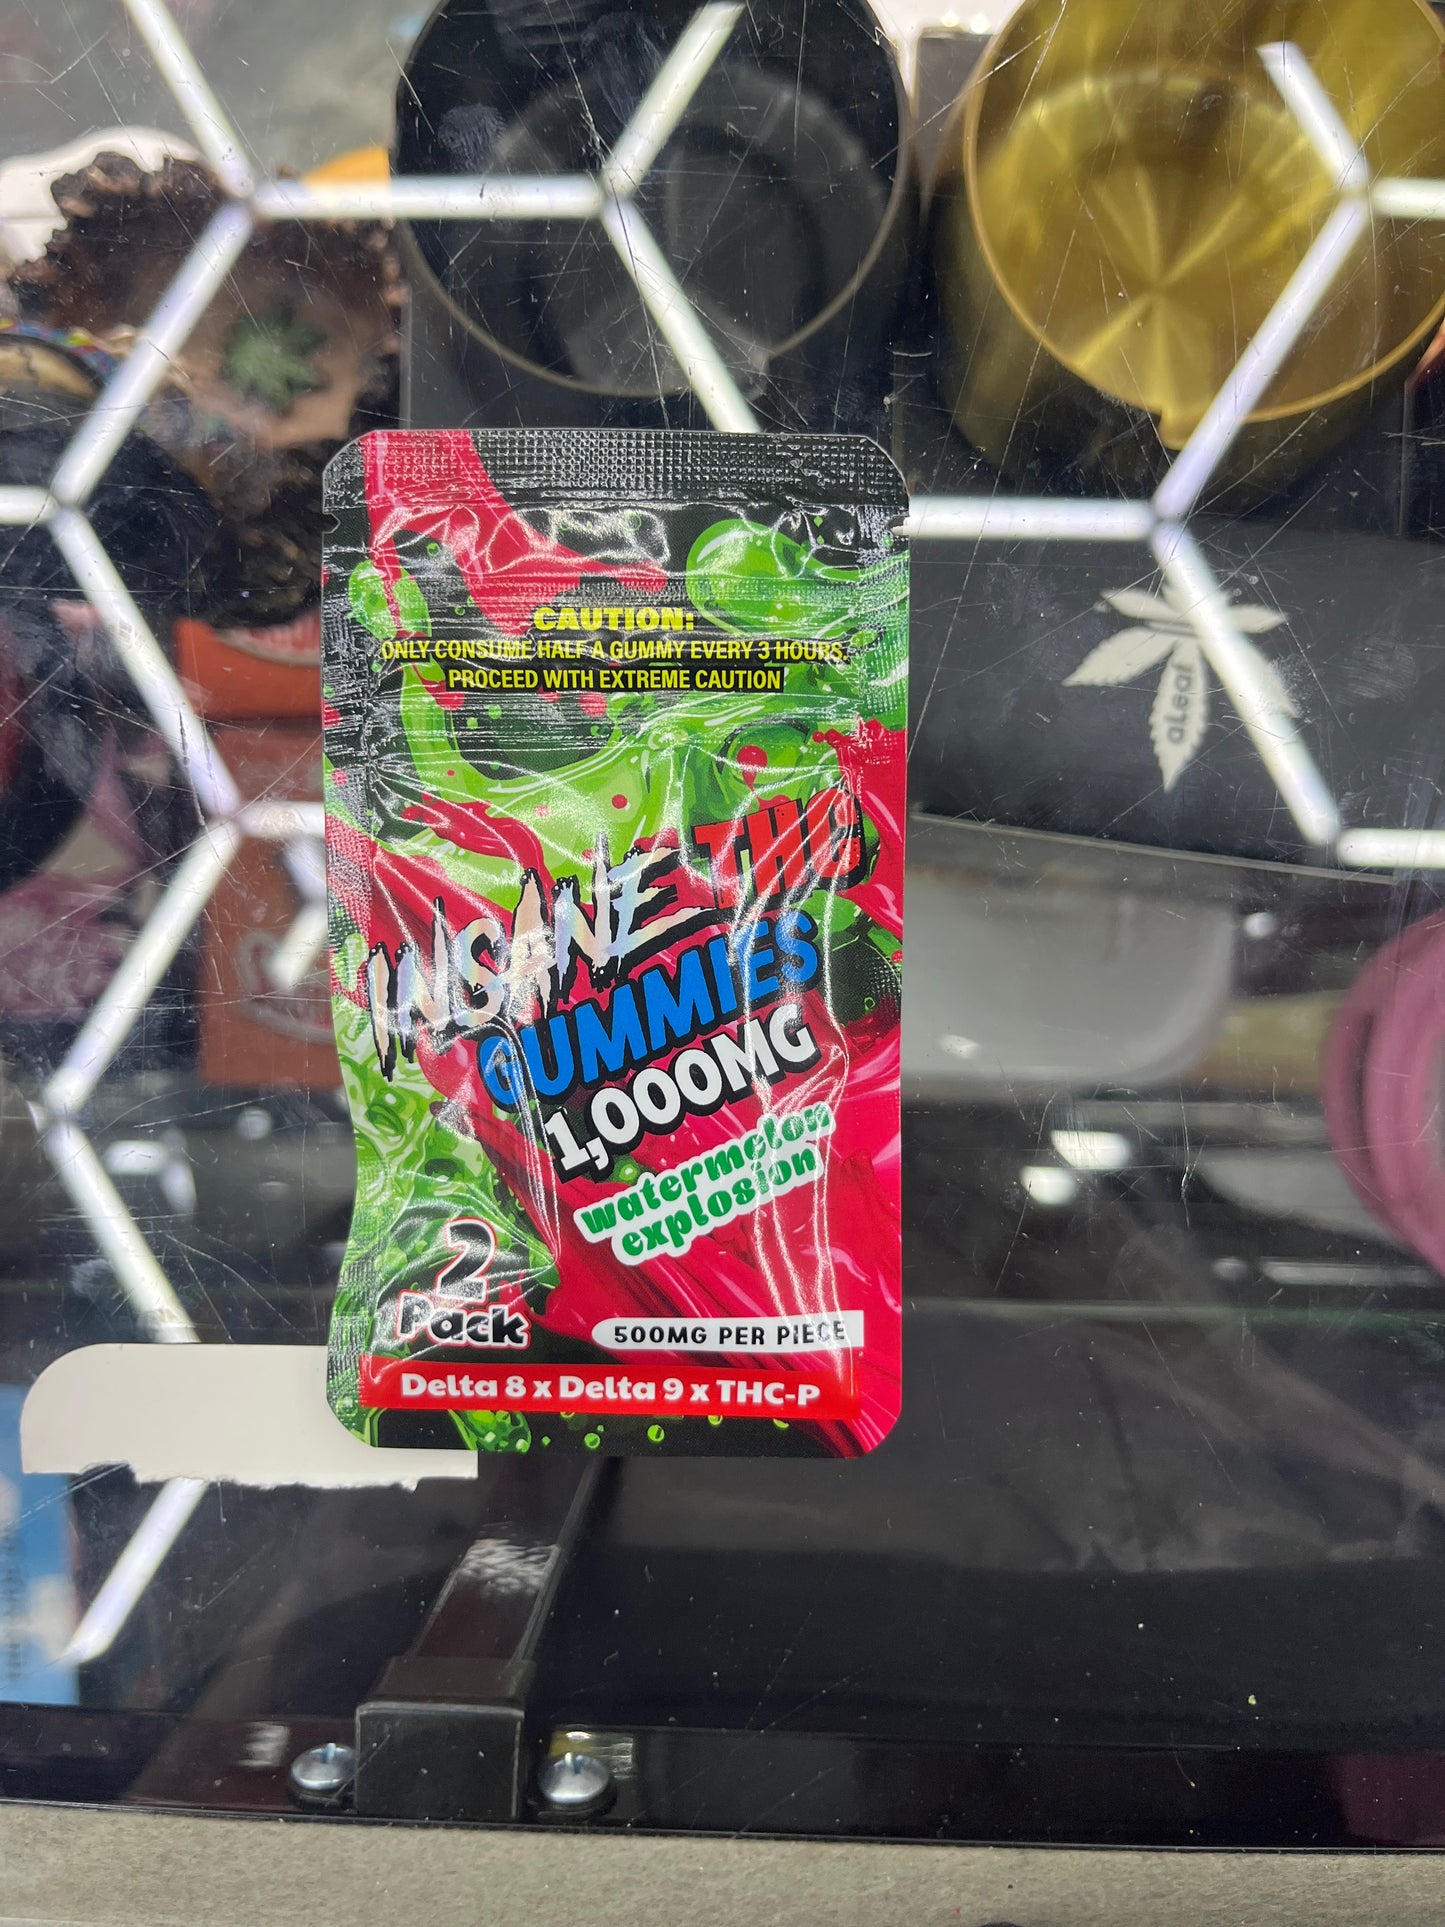 CAUTION:
ONLY CONSUME HALF A GUMMY EVERY 3 HOURS.
PROCEED WITH EXTREME CAUTION
INSANE THC
GUMMIES
1,000MG
watermelon
explosion
2
Pack
500MG PER PIECE
Delta 8 x Delta 9 x THC-P
aLeaf